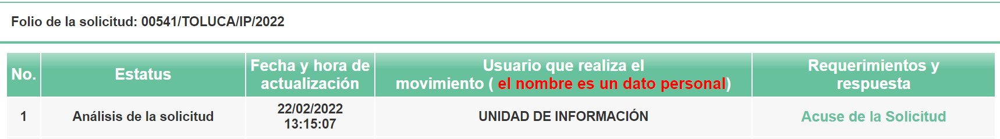 Folio de la solicitud: 00541/TOLUCA/IP/2022
No.
Estatus
Fecha y hora de
actualización
Usuario que realiza el
movimiento ( el nombre es un dato personal)
Requerimientos y
respuesta
1
Análisis de la solicitud
22/02/2022
13:15:07
UNIDAD DE INFORMACIÓN
Acuse de la Solicitud